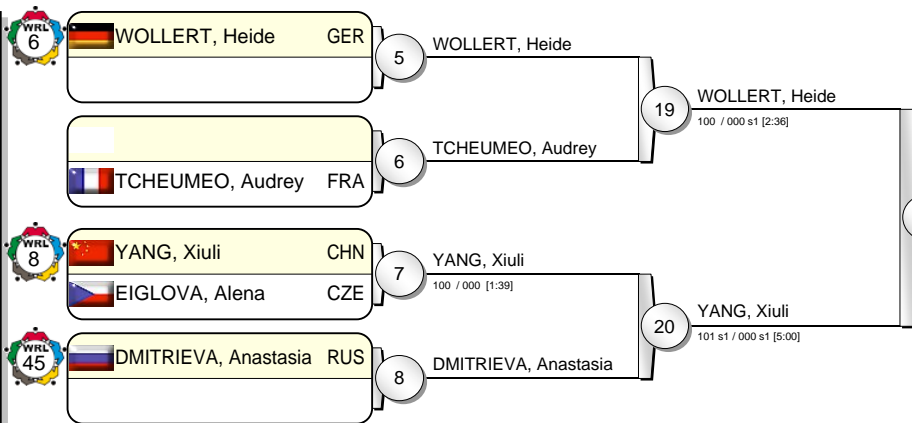 WRL
6
WOLLERT, Heide GER
5
WOLLERT, Heide
19
WOLLERT, Heide
100 / 000 s1 [2:36]
6
TCHEUMEO, Audrey
TCHEUMEO, Audrey FRA
WRL
8
YANG, Xiuli CHN
7
YANG, Xiuli
100 / 000 [1:39]
EIGLOVA, Alena CZE
20
YANG, Xiuli
101 s1 / 000 s1 [5:00]
WRL
45
DMITRIEVA, Anastasia RUS
8
DMITRIEVA, Anastasia